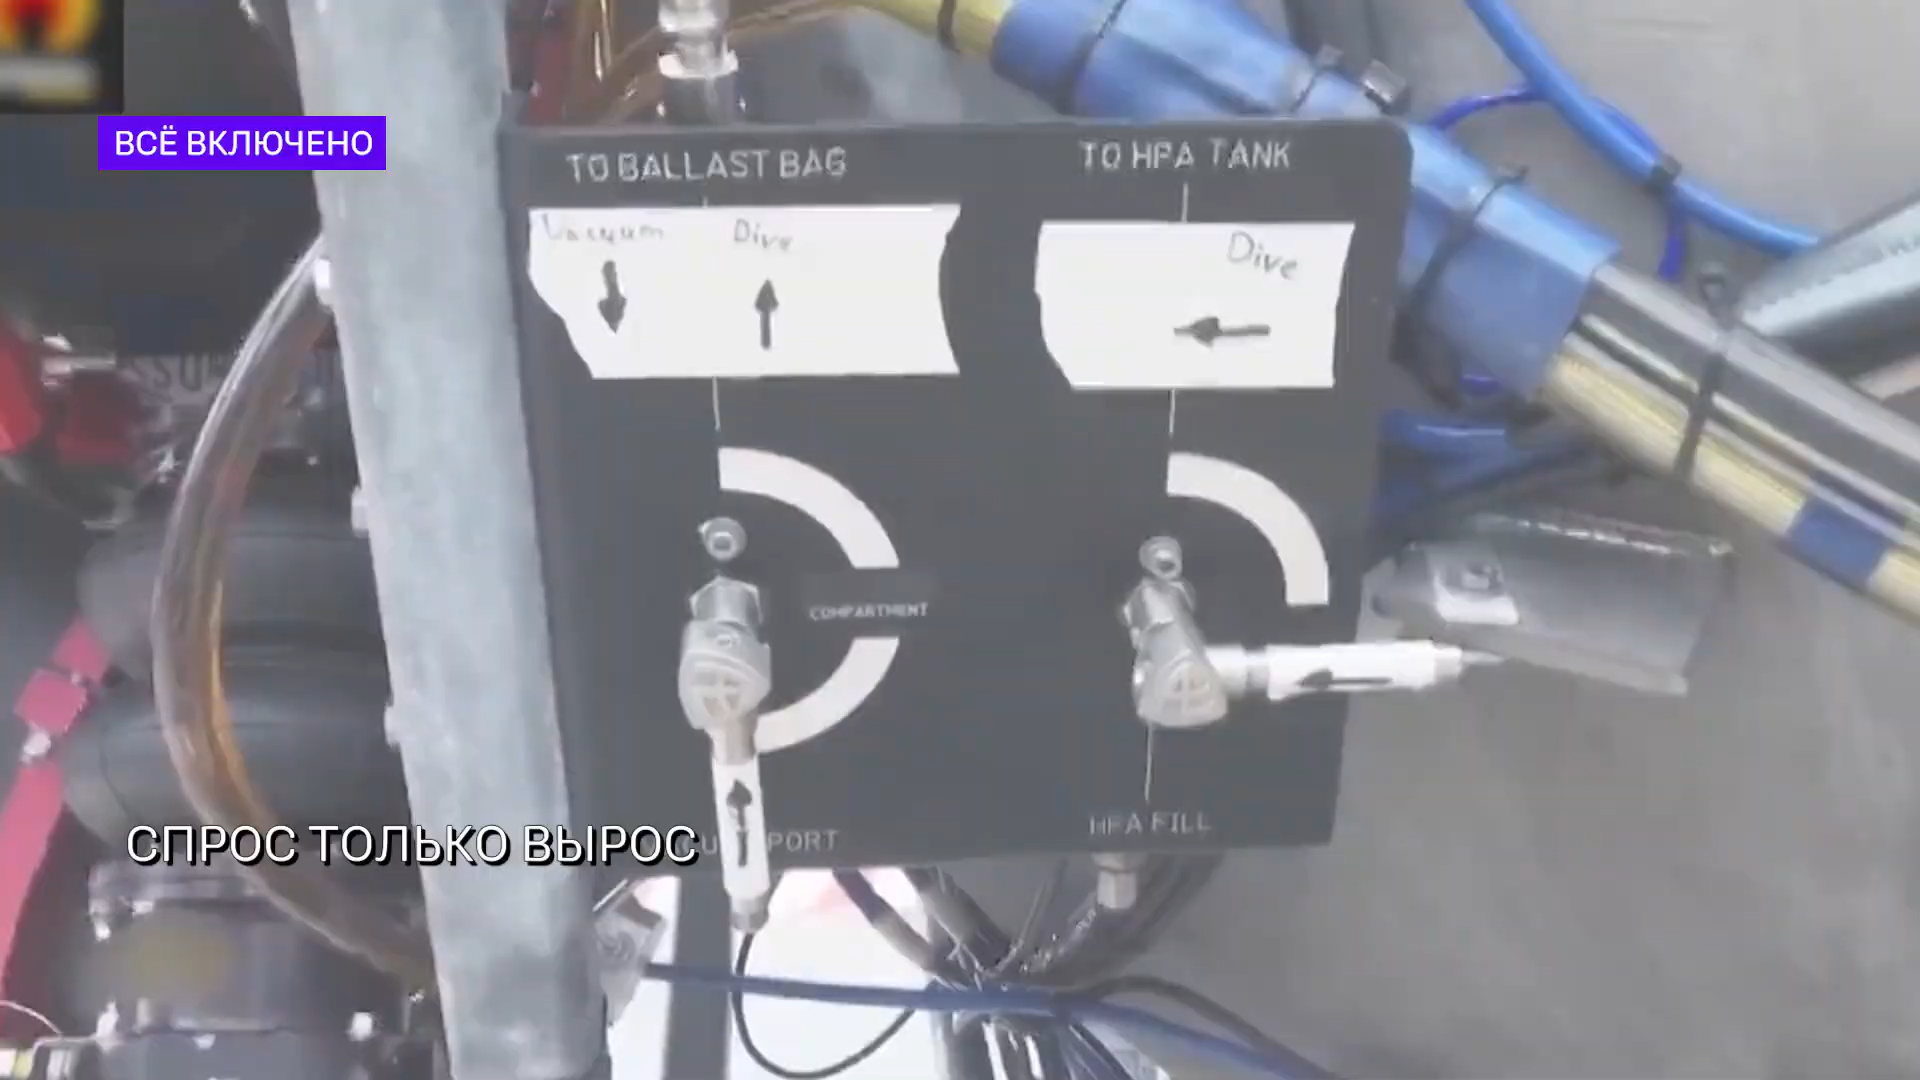 ВСЁ ВКЛЮЧЕНО
TO BALLAST BAG
TO HPA TANK
Vacuum Dive
Dive
COMPARTMENT
HPA FILL
PORT
СПРОС ТОЛЬКО ВЫРОС